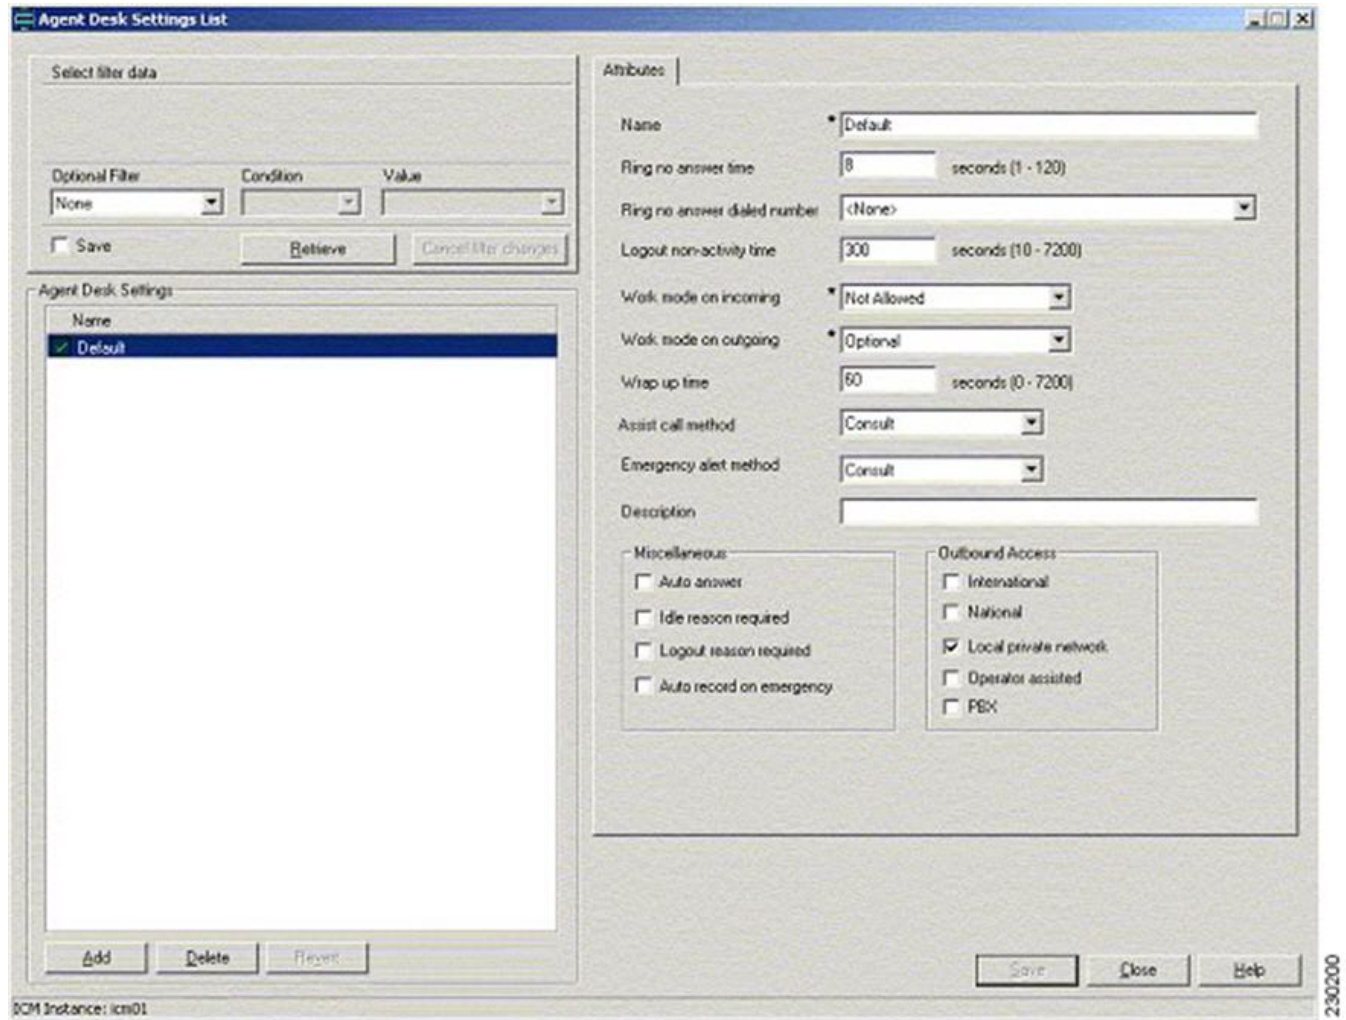 Agent Desk Settings List
Select filter data
Optional Filter
Condition
Value
None
Save
Retrieve
Cancel filter changes
Agent Desk Settings
Name
Default
Add
Delete
Revert
Attributes
Name * Default
Ring no answer time 8 seconds (1 - 120)
Ring no answer dialed number <None>
Logout non-activity time 300 seconds (10 - 7200)
Work mode on incoming * Not Allowed
Work mode on outgoing * Optional
Wrap up time 60 seconds (0 - 7200)
Assist call method Consult
Emergency alert method Consult
Description
Miscellaneous
Auto answer
Idle reason required
Logout reason required
Auto record on emergency
Outbound Access
International
National
Local private network
Operator assisted
PBX
Save
Close
Help
ICM Instance: icm01
230200